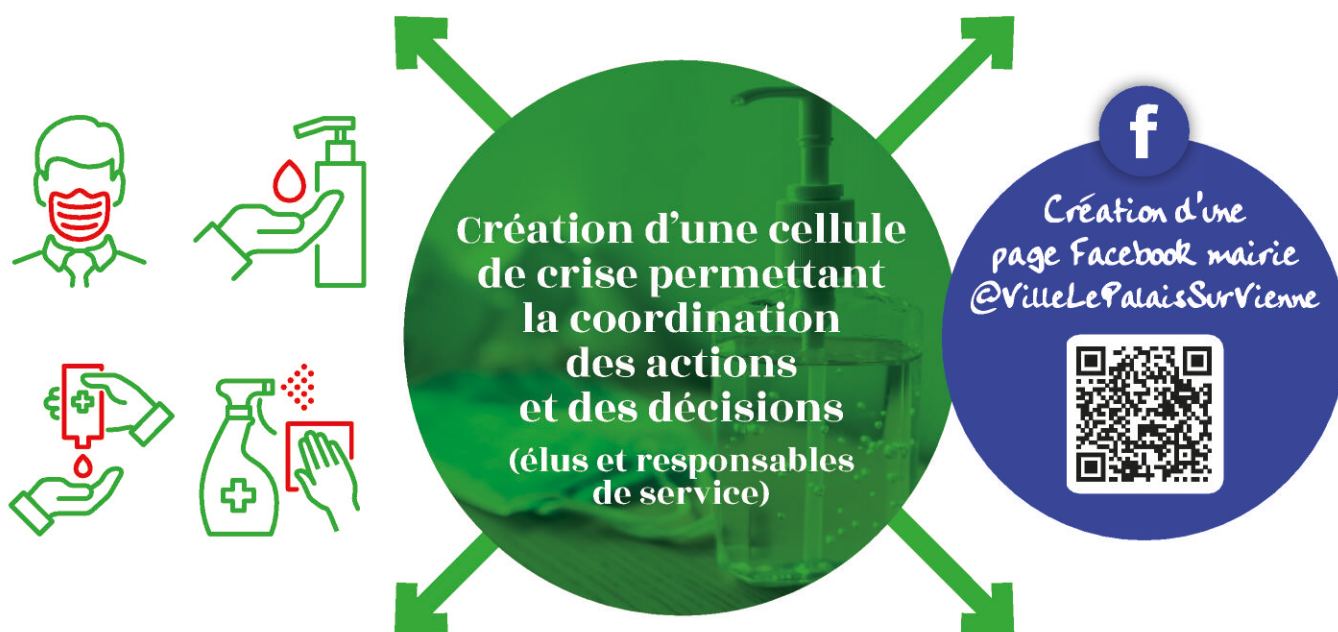 Création d'une cellule
de crise permettant
la coordination
des actions
et des décisions
(élus et responsables
de service)
f
Création d'une
page Facebook mairie
@VilleLePalaisSurVienne